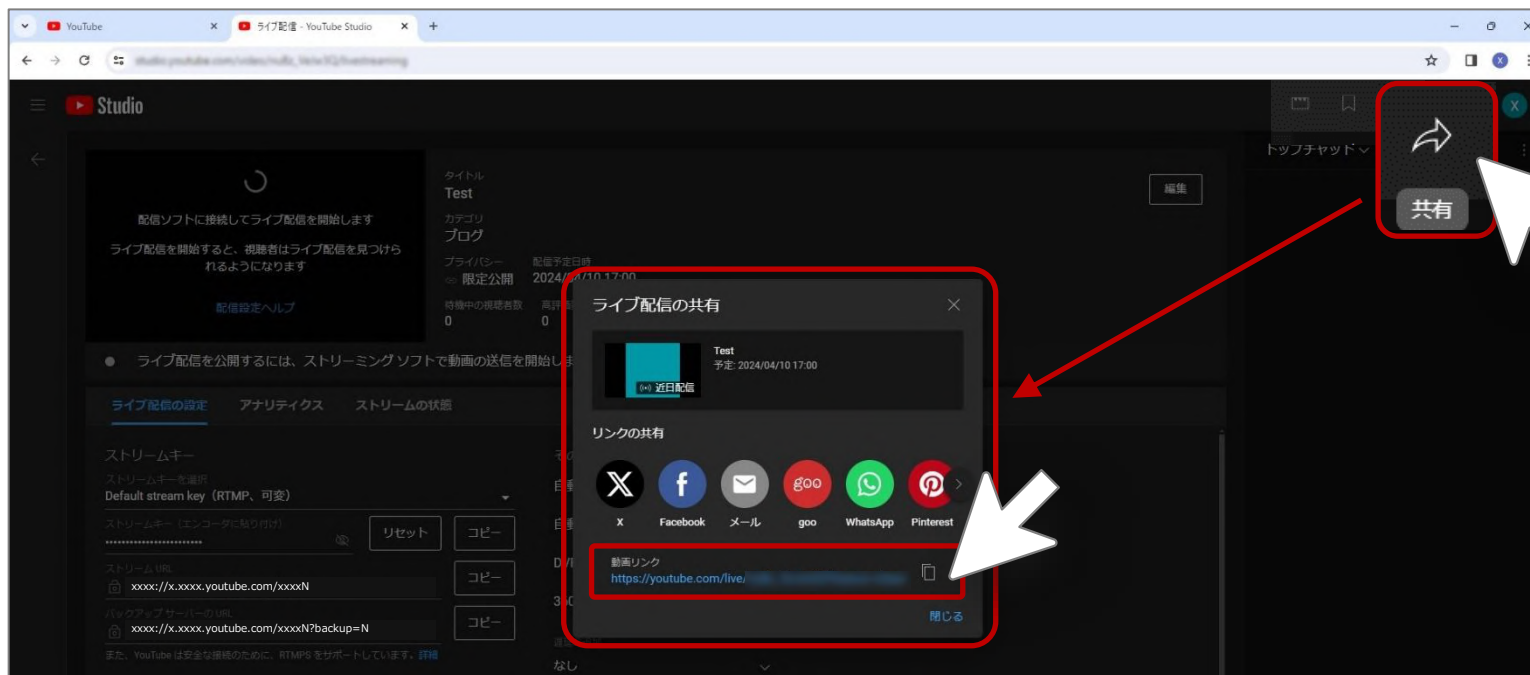 YouTube
ライブ配信 - YouTube Studio
Studio
共有
トップチャット
配信ソフトに接続してライブ配信を開始します
ライブ配信を開始すると、視聴者はライブ配信を見つけら
れるようになります
配信設定ヘルプ
タイトル
Test
カテゴリ
ブログ
プライバシー
配信予定日時
限定公開
2024/04/10 17:00
待機中の視聴者数
0
0
編集
ライブ配信を公開するには、ストリーミング ソフトで動画の送信を開始しま
ライブ配信の設定
アナリティクス
ストリームの状態
ストリームキー
ストリームキーを選択
Default stream key（RTMP、可変）
ストリームキー（エンコーダに貼り付け）
リセット
コピー
ストリーム URL
xxxx://x.xxxx.youtube.com/xxxxN
コピー
バックアップ サーバーの URL
xxxx://x.xxxx.youtube.com/xxxxN?backup=N
コピー
また、YouTube は安全な接続のために、RTMPS をサポートしています。詳細
なし
ライブ配信の共有
Test
予定: 2024/04/10 17:00
近日配信
リンクの共有
goo
X
Facebook
メール
goo
WhatsApp
Pinterest
動画リンク
https://youtube.com/live/
閉じる
X
X